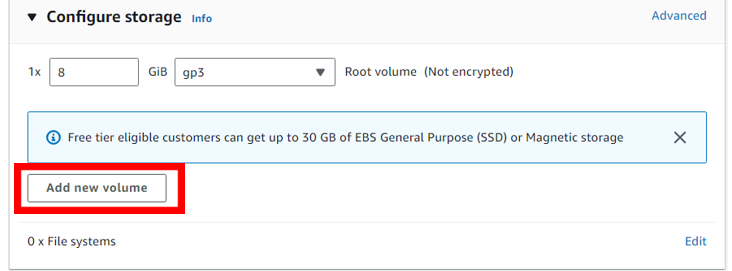 Configure storage Info Advanced
1x 8 GiB gp3 Root volume (Not encrypted)
Free tier eligible customers can get up to 30 GB of EBS General Purpose (SSD) or Magnetic storage
Add new volume
0 x File systems Edit